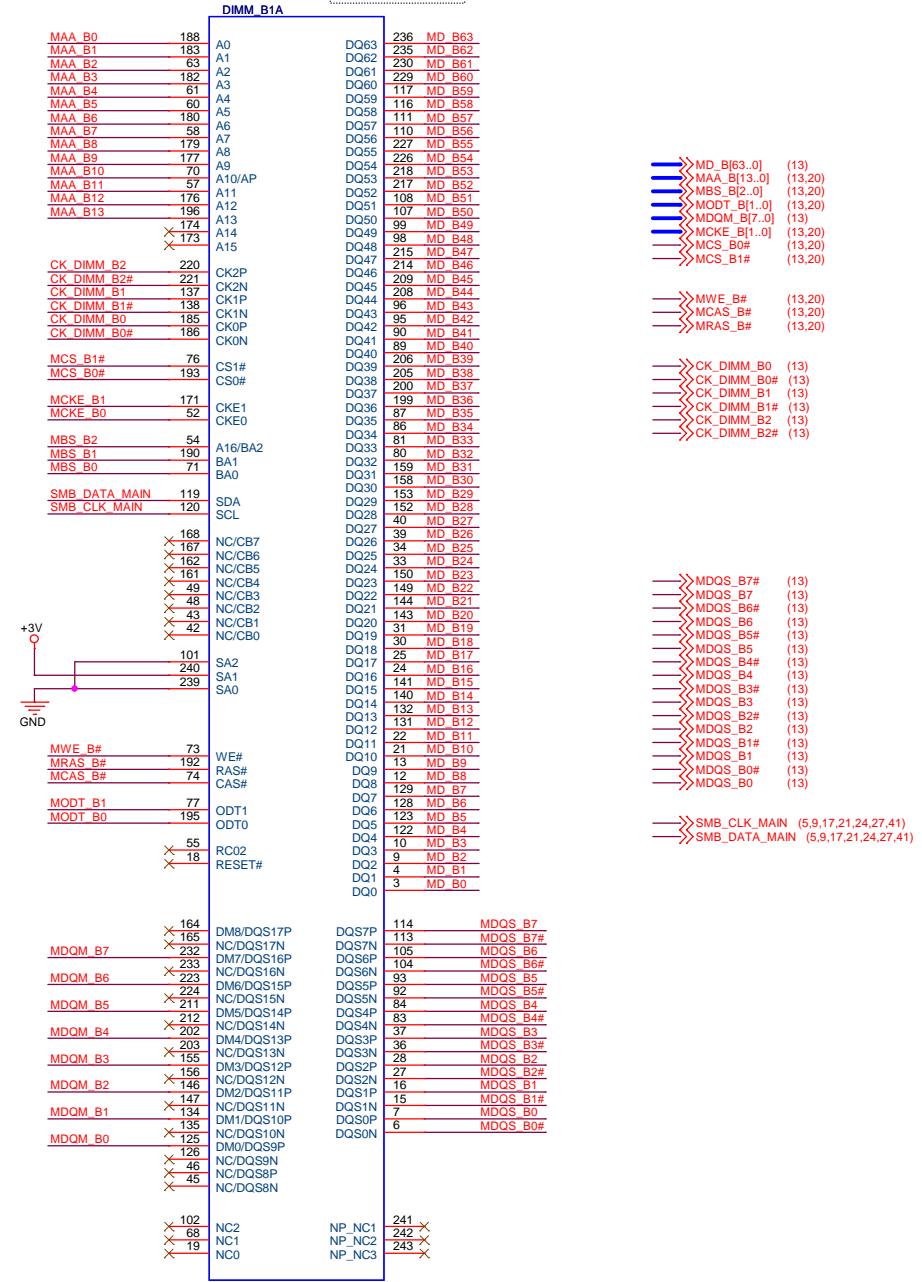 DIMM_B1A
MAA_B0 188 A0 DQ63 236 MD_B63
MAA_B1 183 A1 DQ62 235 MD_B62
MAA_B2 63 A2 DQ61 230 MD_B61
MAA_B3 182 A3 DQ60 229 MD_B60
MAA_B4 61 A4 DQ59 117 MD_B59
MAA_B5 60 A5 DQ58 116 MD_B58
MAA_B6 180 A6 DQ57 111 MD_B57
MAA_B7 58 A7 DQ56 110 MD_B56
MAA_B8 179 A8 DQ55 227 MD_B55
MAA_B9 177 A9 DQ54 226 MD_B54
MAA_B10 70 A10/AP DQ53 218 MD_B53
MAA_B11 57 A11 DQ52 217 MD_B52
MAA_B12 176 A12 DQ51 108 MD_B51
MAA_B13 196 A13 DQ50 107 MD_B50
174 A14 DQ49 99 MD_B49
173 A15 DQ48 98 MD_B48
DQ47 215 MD_B47
CK_DIMM_B2 220 CK2P DQ46 214 MD_B46
CK_DIMM_B2# 221 CK2N DQ45 209 MD_B45
CK_DIMM_B1 137 CK1P DQ44 208 MD_B44
CK_DIMM_B1# 138 CK1N DQ43 96 MD_B43
CK_DIMM_B0 185 CK0P DQ42 95 MD_B42
CK_DIMM_B0# 186 CK0N DQ41 90 MD_B41
DQ40 89 MD_B40
MCS_B1# 76 CS1# DQ39 206 MD_B39
MCS_B0# 193 CS0# DQ38 205 MD_B38
DQ37 200 MD_B37
MCKE_B1 171 CKE1 DQ36 199 MD_B36
MCKE_B0 52 CKE0 DQ35 87 MD_B35
DQ34 86 MD_B34
MBS_B2 54 A16/BA2 DQ33 81 MD_B33
MBS_B1 190 BA1 DQ32 80 MD_B32
MBS_B0 71 BA0 DQ31 159 MD_B31
DQ30 158 MD_B30
SMB_DATA_MAIN 119 SDA DQ29 153 MD_B29
SMB_CLK_MAIN 120 SCL DQ28 152 MD_B28
DQ27 40 MD_B27
168 NC/CB7 DQ26 39 MD_B26
167 NC/CB6 DQ25 34 MD_B25
162 NC/CB5 DQ24 33 MD_B24
161 NC/CB4 DQ23 150 MD_B23
49 NC/CB3 DQ22 149 MD_B22
48 NC/CB2 DQ21 144 MD_B21
43 NC/CB1 DQ20 143 MD_B20
42 NC/CB0 DQ19 31 MD_B19
+3V
DQ18 30 MD_B18
101 SA2 DQ17 25 MD_B17
240 SA1 DQ16 24 MD_B16
239 SA0 DQ15 141 MD_B15
GND
DQ14 140 MD_B14
DQ13 132 MD_B13
DQ12 131 MD_B12
DQ11 22 MD_B11
MWE_B# 73 WE# DQ10 21 MD_B10
MRAS_B# 192 RAS# DQ9 13 MD_B9
MCAS_B# 74 CAS# DQ8 12 MD_B8
DQ7 129 MD_B7
MODT_B1 77 ODT1 DQ6 128 MD_B6
MODT_B0 195 ODT0 DQ5 123 MD_B5
DQ4 122 MD_B4
55 RC02 DQ3 10 MD_B3
18 RESET# DQ2 9 MD_B2
DQ1 4 MD_B1
DQ0 3 MD_B0
164 DM8/DQS17P DQS7P 114 MDQS_B7
165 NC/DQS17N DQS7N 113 MDQS_B7#
MDQM_B7 232 DM7/DQS16P DQS6P 105 MDQS_B6
233 NC/DQS16N DQS6N 104 MDQS_B6#
MDQM_B6 223 DM6/DQS15P DQS5P 93 MDQS_B5
224 NC/DQS15N DQS5N 92 MDQS_B5#
MDQM_B5 211 DM5/DQS14P DQS4P 84 MDQS_B4
212 NC/DQS14N DQS4N 83 MDQS_B4#
MDQM_B4 202 DM4/DQS13P DQS3P 37 MDQS_B3
203 NC/DQS13N DQS3N 36 MDQS_B3#
MDQM_B3 155 DM3/DQS12P DQS2P 28 MDQS_B2
156 NC/DQS12N DQS2N 27 MDQS_B2#
MDQM_B2 146 DM2/DQS11P DQS1P 16 MDQS_B1
147 NC/DQS11N DQS1N 15 MDQS_B1#
MDQM_B1 134 DM1/DQS10P DQS0P 7 MDQS_B0
135 NC/DQS10N DQS0N 6 MDQS_B0#
MDQM_B0 125 DM0/DQS9P
126 NC/DQS9N
46 NC/DQS8P
45 NC/DQS8N
102 NC2 NP_NC1 241
68 NC1 NP_NC2 242
19 NC0 NP_NC3 243
MD_B[63..0] (13)
MAA_B[13..0] (13,20)
MBS_B[2..0] (13,20)
MODT_B[1..0] (13,20)
MDQM_B[7..0] (13)
MCKE_B[1..0] (13,20)
MCS_B0# (13,20)
MCS_B1# (13,20)
MWE_B# (13,20)
MCAS_B# (13,20)
MRAS_B# (13,20)
CK_DIMM_B0 (13)
CK_DIMM_B0# (13)
CK_DIMM_B1 (13)
CK_DIMM_B1# (13)
CK_DIMM_B2 (13)
CK_DIMM_B2# (13)
MDQS_B7# (13)
MDQS_B7 (13)
MDQS_B6# (13)
MDQS_B6 (13)
MDQS_B5# (13)
MDQS_B5 (13)
MDQS_B4# (13)
MDQS_B4 (13)
MDQS_B3# (13)
MDQS_B3 (13)
MDQS_B2# (13)
MDQS_B2 (13)
MDQS_B1# (13)
MDQS_B1 (13)
MDQS_B0# (13)
MDQS_B0 (13)
SMB_CLK_MAIN (5,9,17,21,24,27,41)
SMB_DATA_MAIN (5,9,17,21,24,27,41)